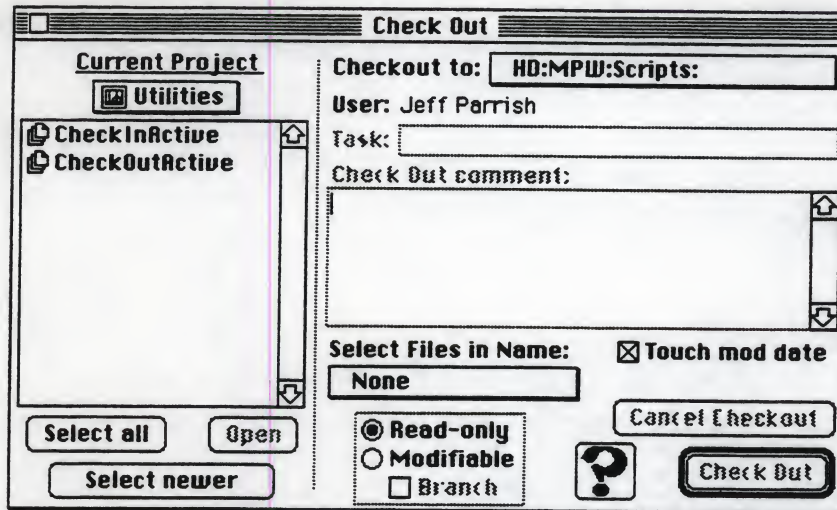 Check Out
Current Project
Utilities
CheckInActive
CheckOutActive
Select all
Open
Select newer
Checkout to: HD:MPW:Scripts:
User: Jeff Parrish
Task:
Check Out comment:
Select Files in Name:
None
Touch mod date
Read-only
Modifiable
Branch
?
Cancel Checkout
Check Out